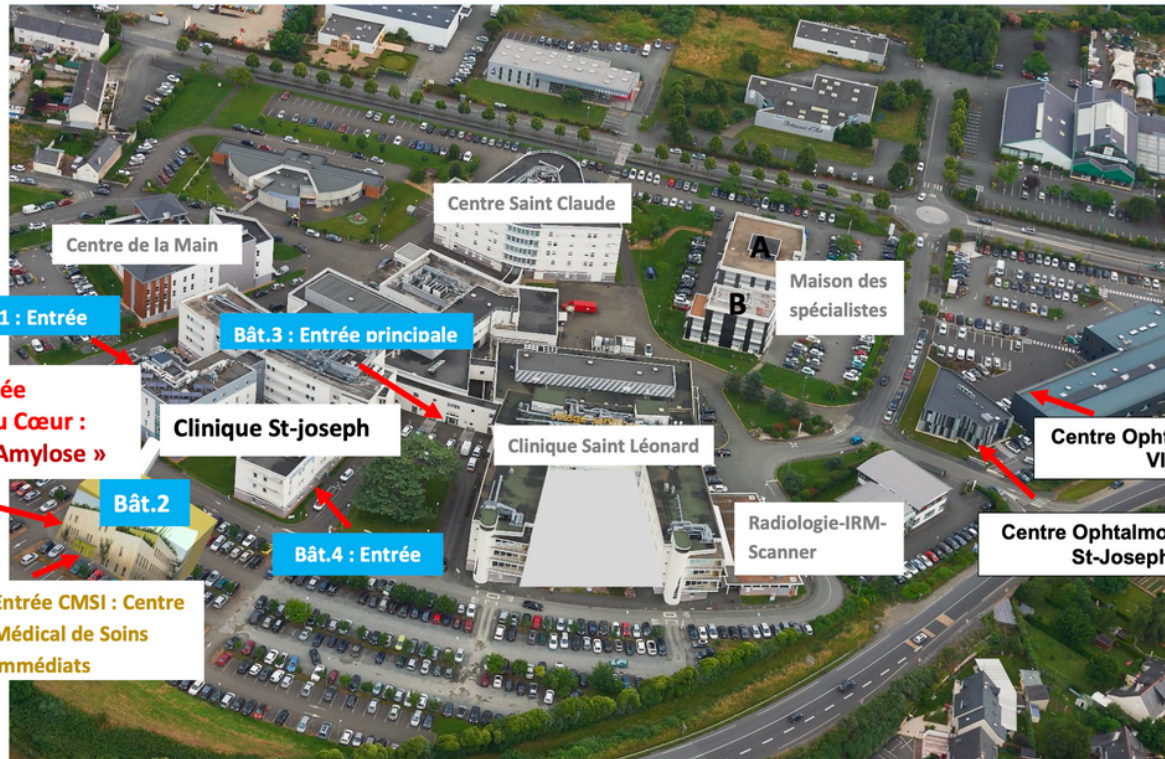 Centre Saint Claude
Centre de la Main
A
Maison des
spécialistes
B
1 : Entrée
Bât.3 : Entrée principale
ée
u Cœur :
Amylose »
Clinique St-joseph
Clinique Saint Léonard
Centre Opht
VI
Bât.2
Radiologie-IRM-
Scanner
Centre Ophtalmo
St-Joseph
Bât.4 : Entrée
Entrée CMSI : Centre
Médical de Soins
mmédiats